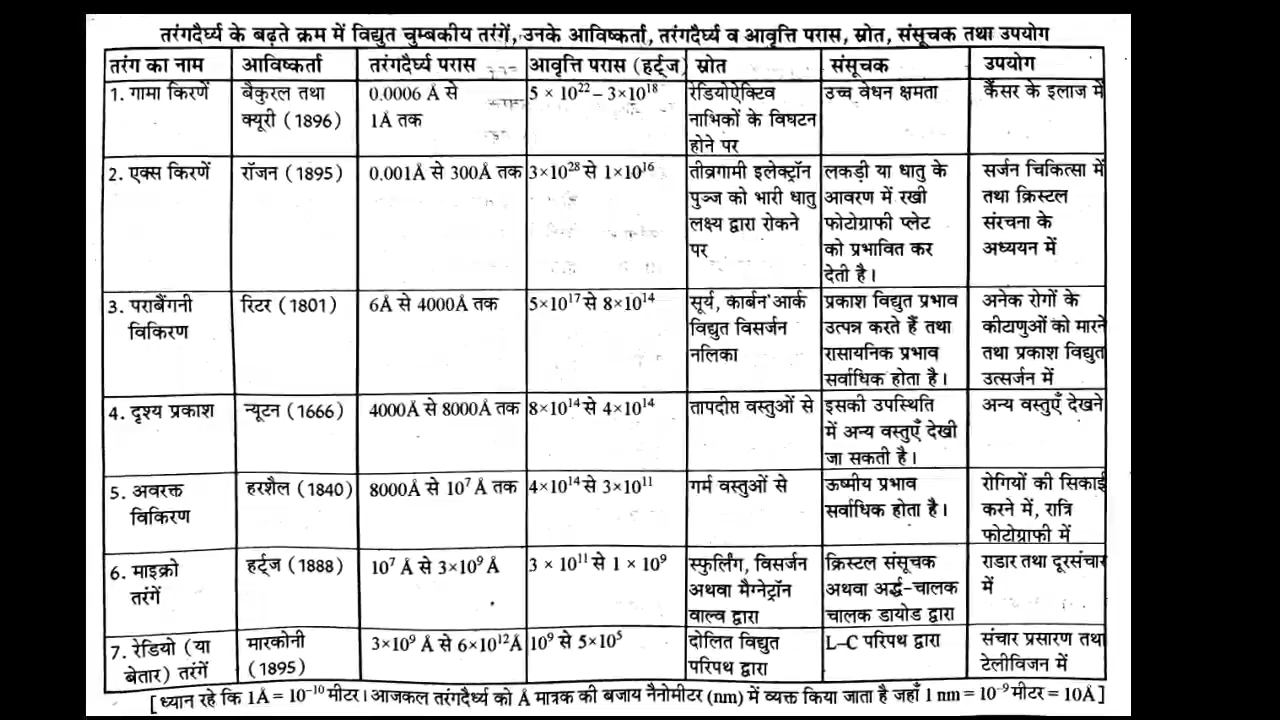 तरंगदैर्घ्य के बढ़ते क्रम में विद्युत चुम्बकीय तरंगें, उनके आविष्कर्ता, तरंगदैर्घ्य व आवृत्ति परास, स्रोत, संसूचक तथा उपयोग
तरंग का नाम आविष्कर्ता तरंगदैर्घ्य परास आवृत्ति परास (हर्ट्ज) स्रोत संसूचक उपयोग
1. गामा किरणें बैकुरल तथा 0.0006 Å से 5 × 10²² – 3×10¹⁸ रेडियोऐक्टिव उच्च वेधन क्षमता कैंसर के इलाज में
क्यूरी (1896) 1Å तक नाभिकों के विघटन
होने पर
2. एक्स किरणें रॉजन (1895) 0.001Å से 300Å तक 3×10²⁸ से 1×10¹⁶ तीव्रगामी इलेक्ट्रॉन लकड़ी या धातु के सर्जन चिकित्सा में
पुञ्ज को भारी धातु आवरण में रखी तथा क्रिस्टल
लक्ष्य द्वारा रोकने फोटोग्राफी प्लेट संरचना के
पर को प्रभावित कर अध्ययन में
देती है।
3. पराबैंगनी रिटर (1801) 6Å से 4000Å तक 5×10¹⁷ से 8×10¹⁴ सूर्य, कार्बन आर्क प्रकाश विद्युत प्रभाव अनेक रोगों के
विकिरण विद्युत विसर्जन उत्पन्न करते हैं तथा कीटाणुओं को मारने
नलिका रासायनिक प्रभाव तथा प्रकाश विद्युत
सर्वाधिक होता है। उत्सर्जन में
4. दृश्य प्रकाश न्यूटन (1666) 4000Å से 8000Å तक 8×10¹⁴ से 4×10¹⁴ तापदीप्त वस्तुओं से इसकी उपस्थिति अन्य वस्तुएँ देखने
में अन्य वस्तुएँ देखी
जा सकती है।
5. अवरक्त हरशैल (1840) 8000Å से 10⁷ Å तक 4×10¹⁴ से 3×10¹¹ गर्म वस्तुओं से ऊष्मीय प्रभाव रोगियों की सिकाई
विकिरण सर्वाधिक होता है। करने में, रात्रि
फोटोग्राफी में
6. माइक्रो हर्ट्ज (1888) 10⁷ Å से 3×10⁹ Å 3 × 10¹¹ से 1 × 10⁹ स्फुर्लिंग, विसर्जन क्रिस्टल संसूचक राडार तथा दूरसंचार
तरंगें अथवा मैग्नेट्रॉन अथवा अर्द्ध-चालक में
वाल्व द्वारा चालक डायोड द्वारा
7. रेडियो (या मारकोनी 3×10⁹ Å से 6×10¹²Å 10⁹ से 5×10⁵ दोलित विद्युत L–C परिपथ द्वारा संचार प्रसारण तथा
बेतार) तरंगें (1895) परिपथ द्वारा टेलीविजन में
[ ध्यान रहे कि 1Å = 10⁻¹⁰ मीटर। आजकल तरंगदैर्घ्य को Å मात्रक की बजाय नैनोमीटर (nm) में व्यक्त किया जाता है जहाँ 1 nm = 10⁻⁹ मीटर = 10Å ]